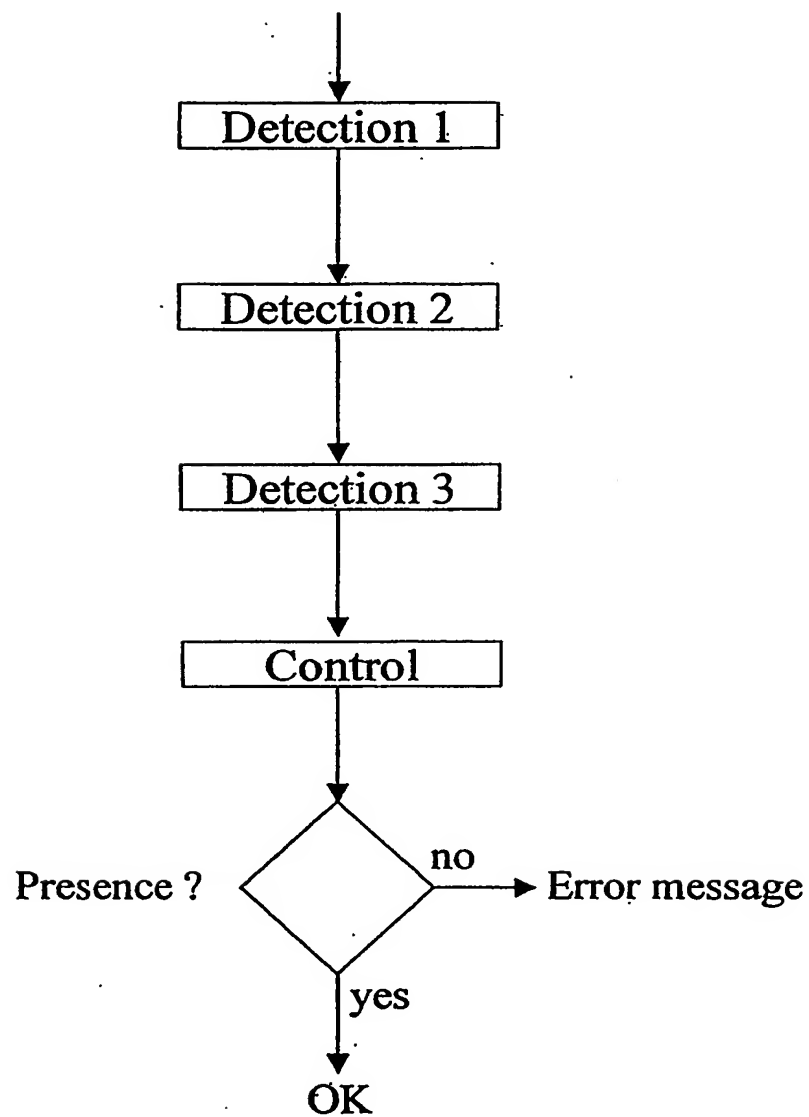 Detection 1
Detection 2
Detection 3
Control
Presence ?
no
Error message
yes
OK